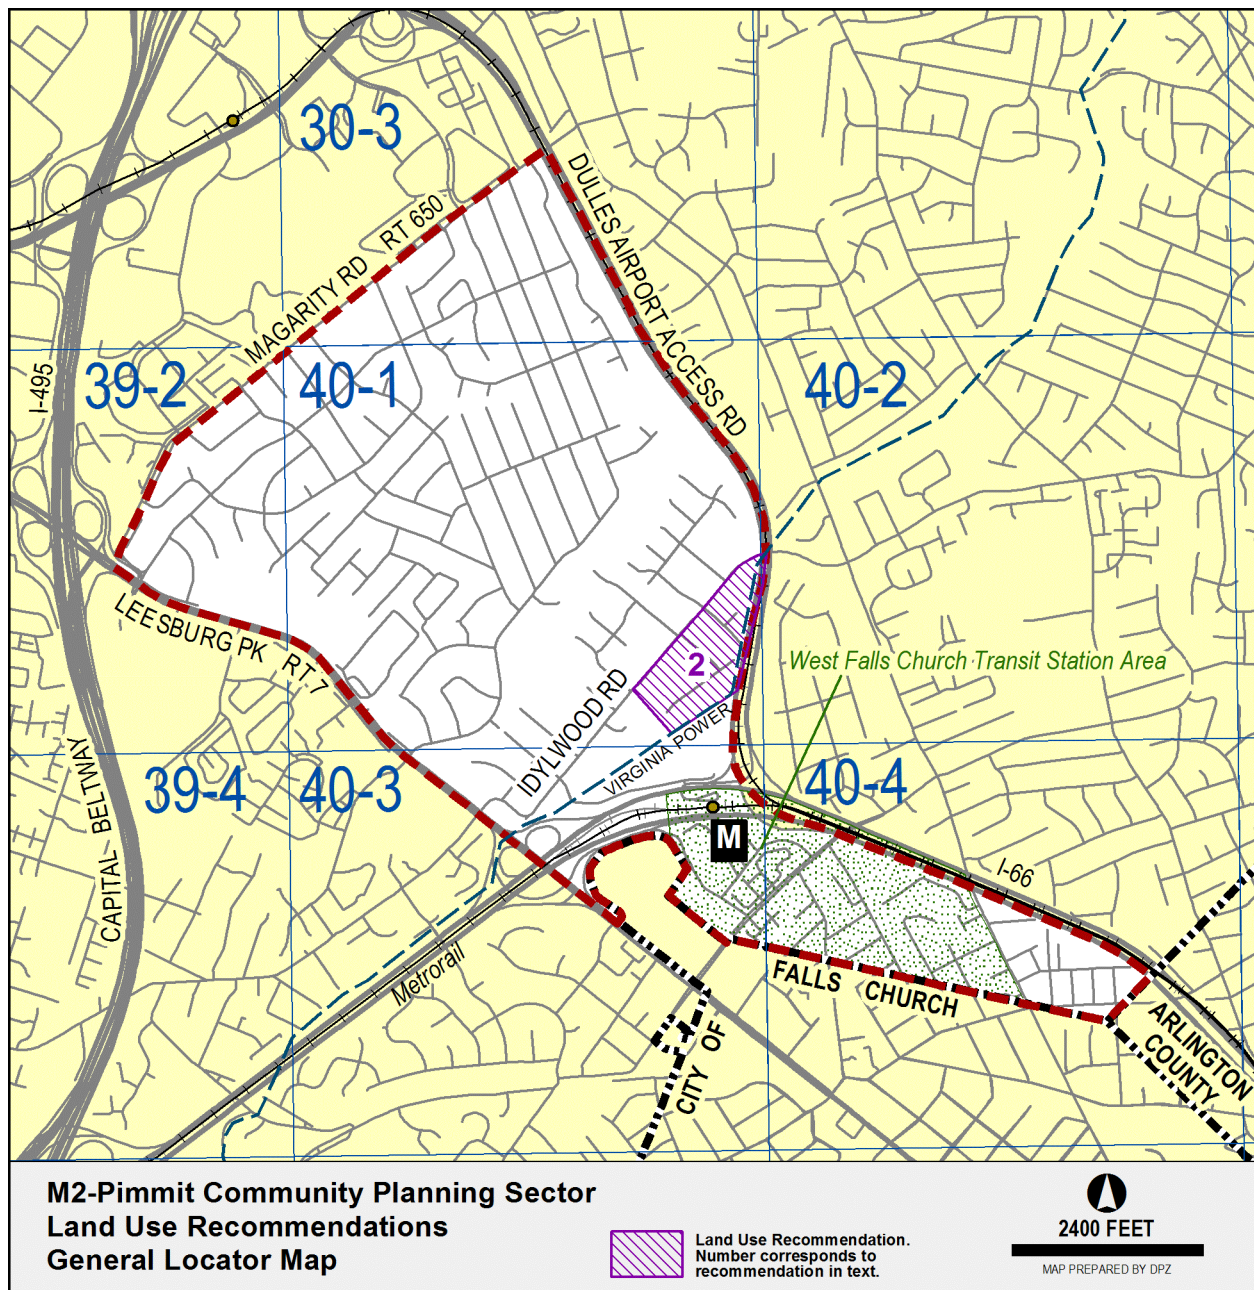 30-3
DULLES AIRPORT ACCESS RD
MAGARITY RD RT 650
I-495
39-2
40-1
40-2
LEESBURG PK RT 7
2
West Falls Church Transit Station Area
IDYLWOOD RD
VIRGINIA POWER
CAPITAL BELTWAY
39-4
40-3
40-4
M
I-66
Metrorail
CITY OF FALLS CHURCH
ARLINGTON
COUNTY
M2-Pimmit Community Planning Sector
Land Use Recommendations
General Locator Map
Land Use Recommendation.
Number corresponds to
recommendation in text.
2400 FEET
MAP PREPARED BY DPZ